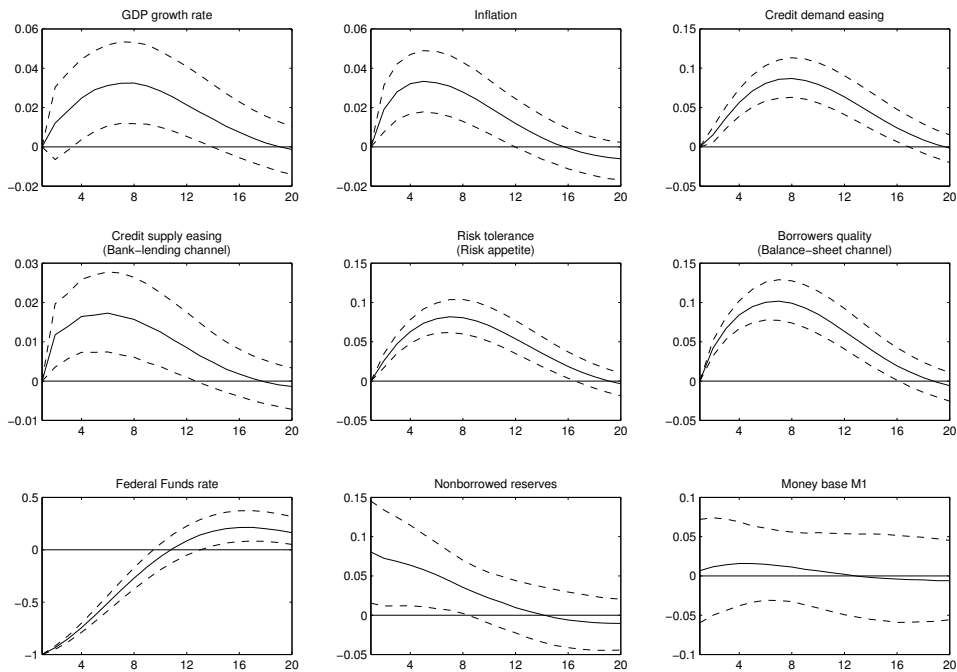 GDP growth rate
0.06
0.04
0.02
0
−0.02
4 8 12 16 20
Inflation
0.06
0.04
0.02
0
−0.02
4 8 12 16 20
Credit demand easing
0.15
0.1
0.05
0
−0.05
4 8 12 16 20
Credit supply easing
(Bank−lending channel)
0.03
0.02
0.01
0
−0.01
4 8 12 16 20
Risk tolerance
(Risk appetite)
0.15
0.1
0.05
0
−0.05
4 8 12 16 20
Borrowers quality
(Balance−sheet channel)
0.15
0.1
0.05
0
−0.05
4 8 12 16 20
Federal Funds rate
0.5
0
−0.5
−1
4 8 12 16 20
Nonborrowed reserves
0.15
0.1
0.05
0
0.05
4 8 12 16 20
Money base M1
0.1
0.05
0
−0.05
0.1
4 8 12 16 20